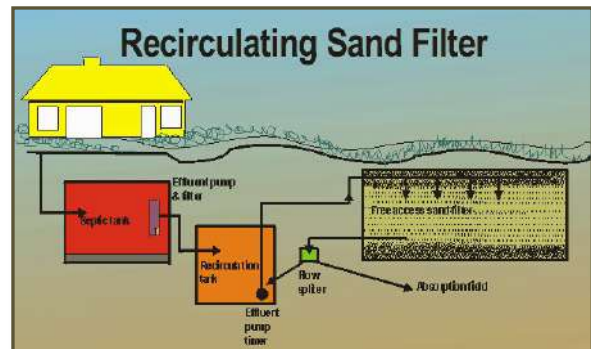 Recirculating Sand Filter
Effluent pump
& filter
Septic tank
Free access sand filter
Recirculation
tank
Flow
spliter
Absorption field
Effluent
pump
timer